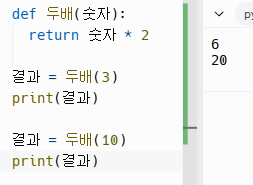 def 두배(숫자):
  return 숫자 * 2

결과 = 두배(3)
print(결과)

결과 = 두배(10)
print(결과)
6
20